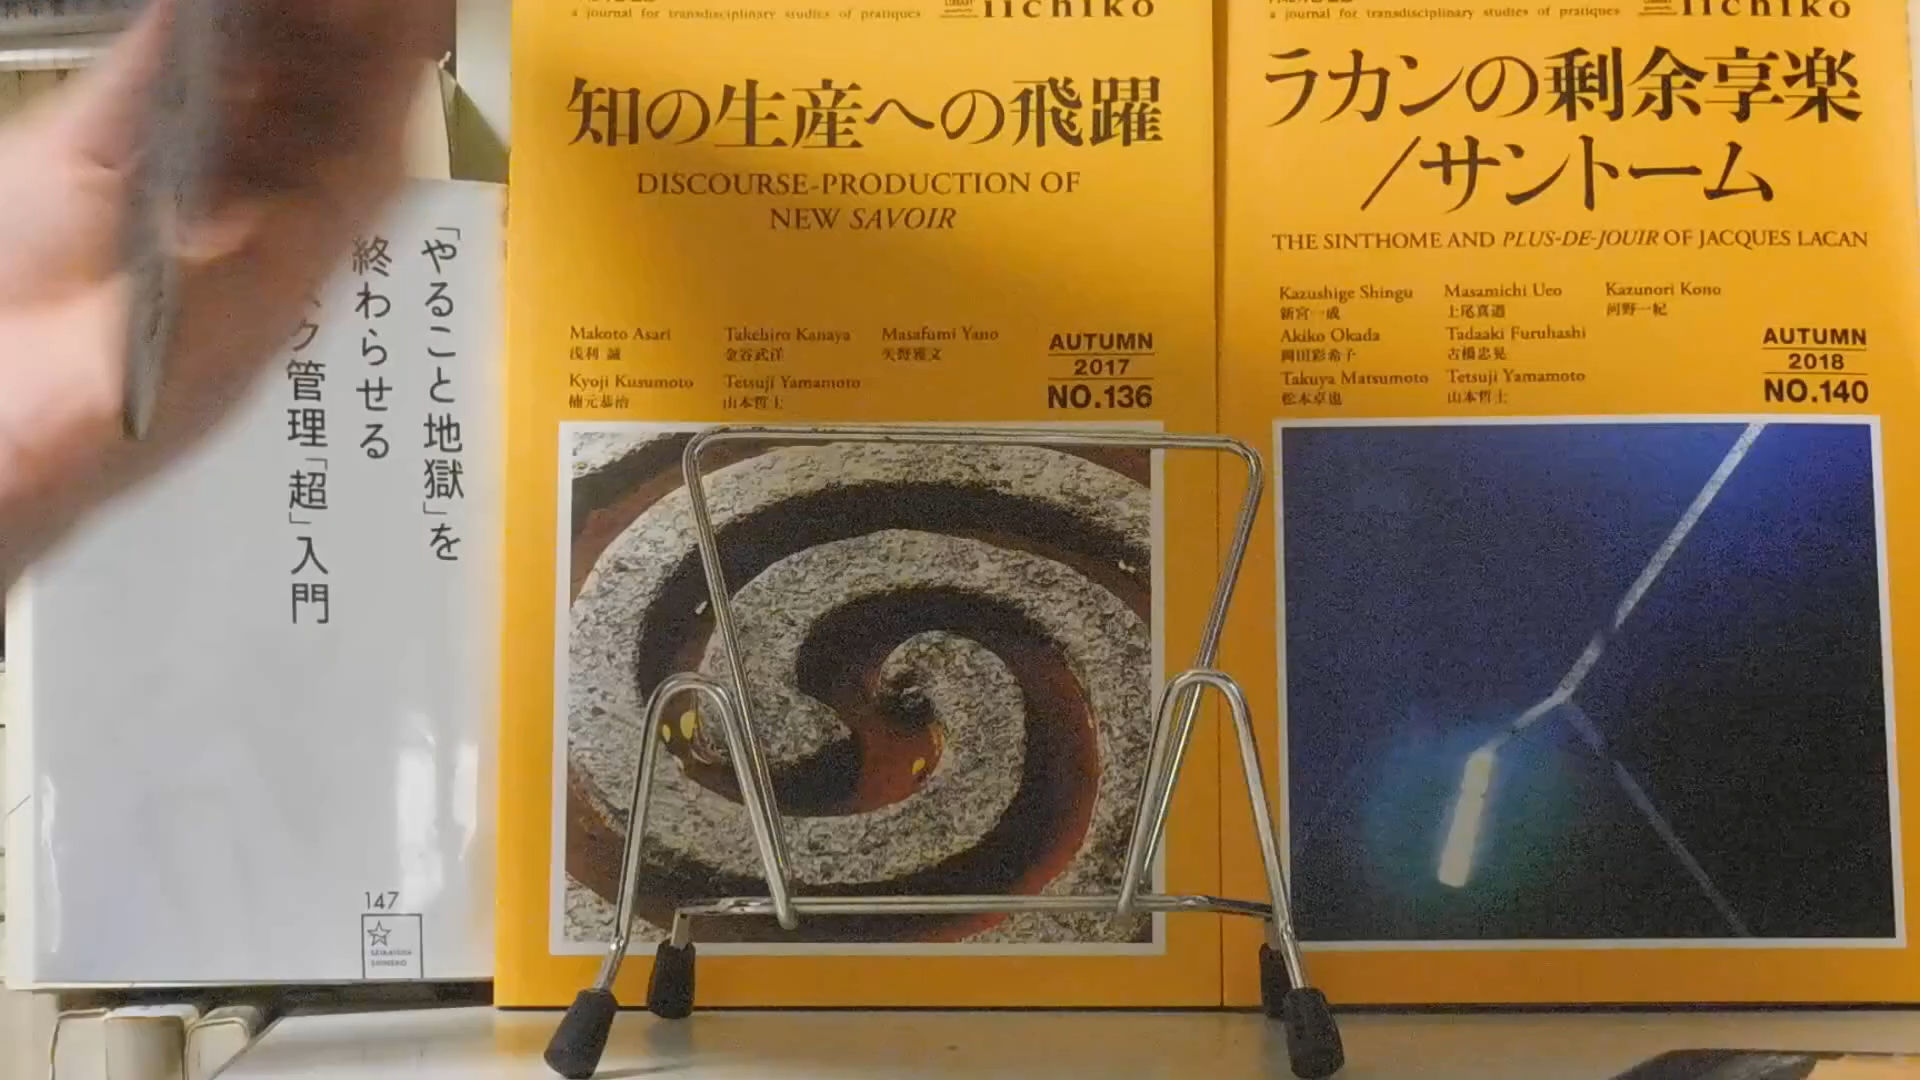 「やること地獄」を
終わらせる
ク管理「超」入門
147
SEIKAISHA
SHINSHO
a journal for transdisciplinary studies of pratiques
iichiko
知の生産への飛躍
DISCOURSE-PRODUCTION OF
NEW SAVOIR
Makoto Asari
浅利 誠
Takehiro Kanaya
金谷武洋
Masafumi Yano
矢野雅文
Kyoji Kusumoto
楠元恭治
Tetsuji Yamamoto
山本哲士
AUTUMN
2017
NO.136
a journal for transdisciplinary studies of pratiques
iichiko
ラカンの剰余享楽
/サントーム
THE SINTHOME AND PLUS-DE-JOUIR OF JACQUES LACAN
Kazushige Shingu
新宮一成
Masamichi Ueo
上尾真道
Kazunori Kono
河野一紀
Akiko Okada
岡田彩希子
Tadaaki Furuhashi
古橋忠晃
Takuya Matsumoto
松本卓也
Tetsuji Yamamoto
山本哲士
AUTUMN
2018
NO.140